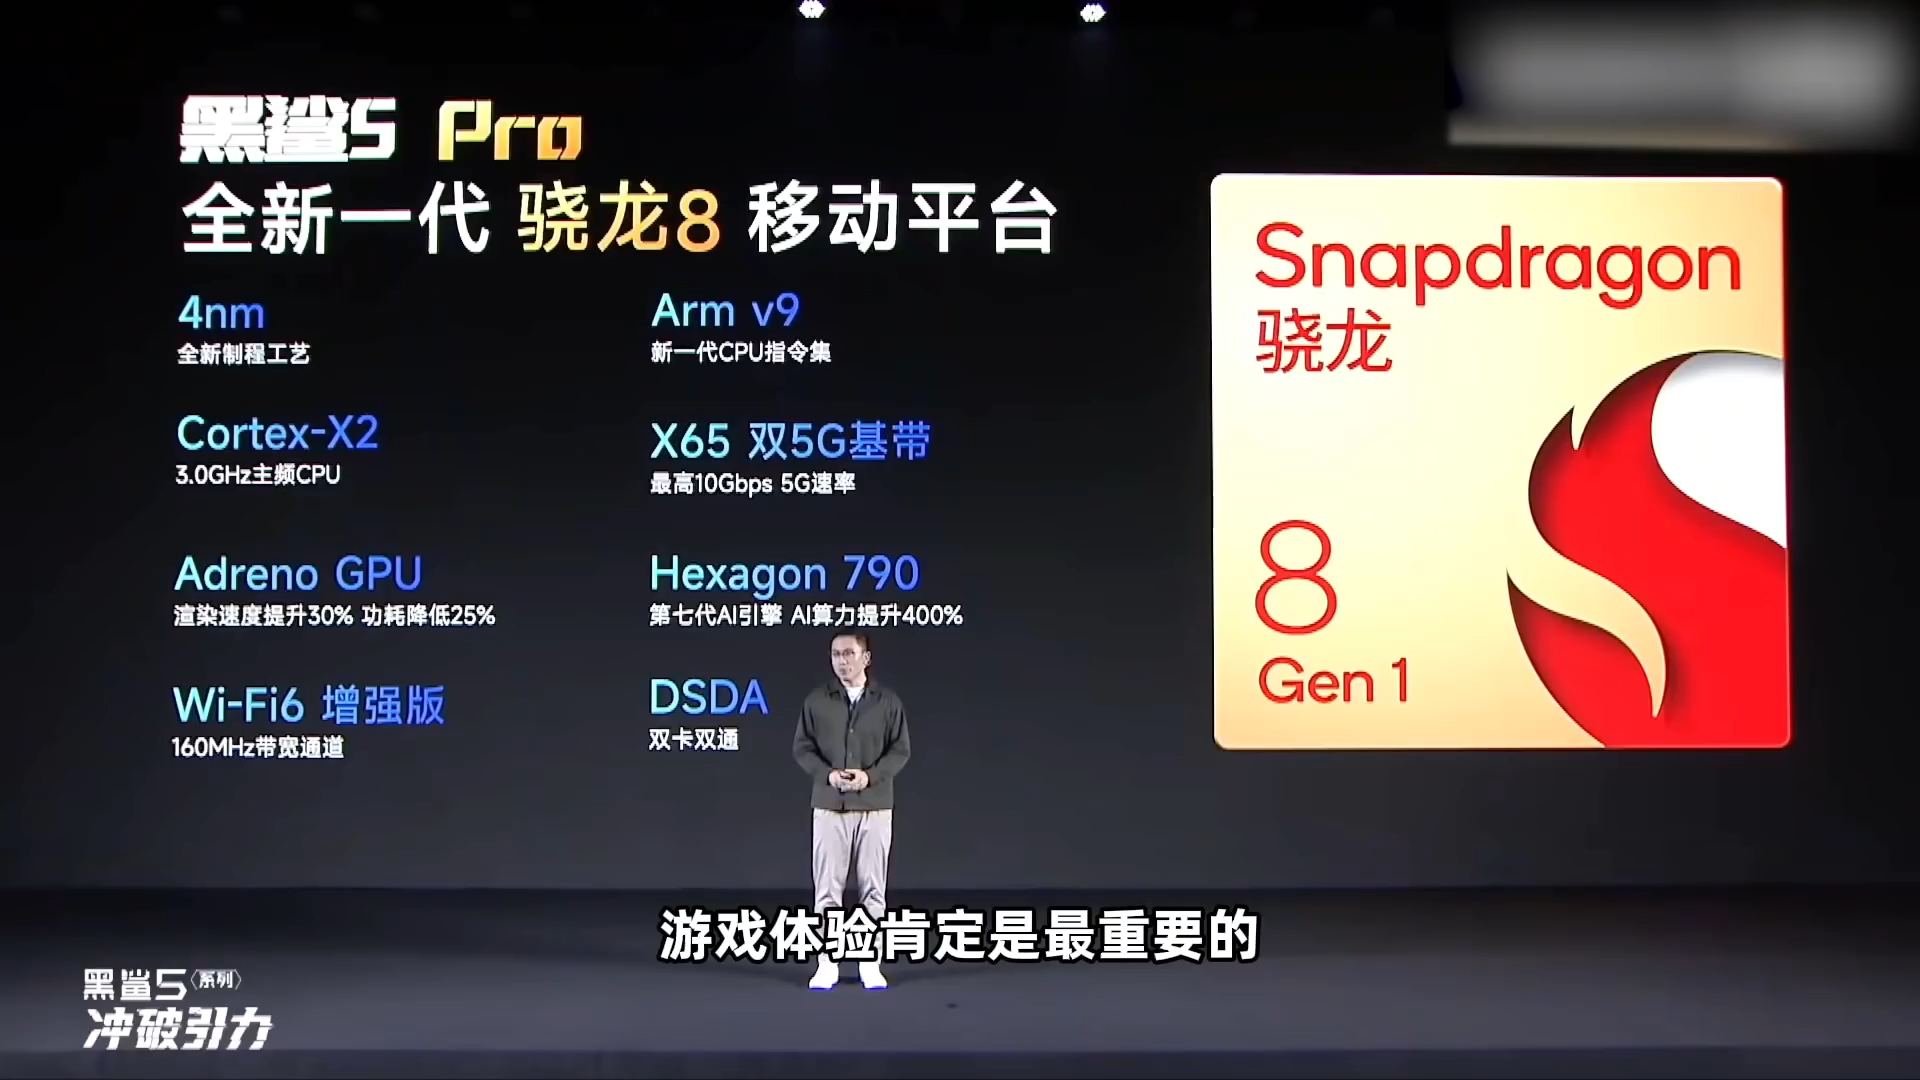 黑鲨5 Pro
全新一代 骁龙8 移动平台
4nm
全新制程工艺
Arm v9
新一代CPU指令集
Cortex-X2
3.0GHz主频CPU
X65 双5G基带
最高10Gbps 5G速率
Adreno GPU
渲染速度提升30% 功耗降低25%
Hexagon 790
第七代AI引擎 AI算力提升400%
Wi-Fi6 增强版
160MHz带宽通道
DSDA
双卡双通
Snapdragon
骁龙
8
Gen 1
游戏体验肯定是最重要的
黑鲨5〈系列〉
冲破引力